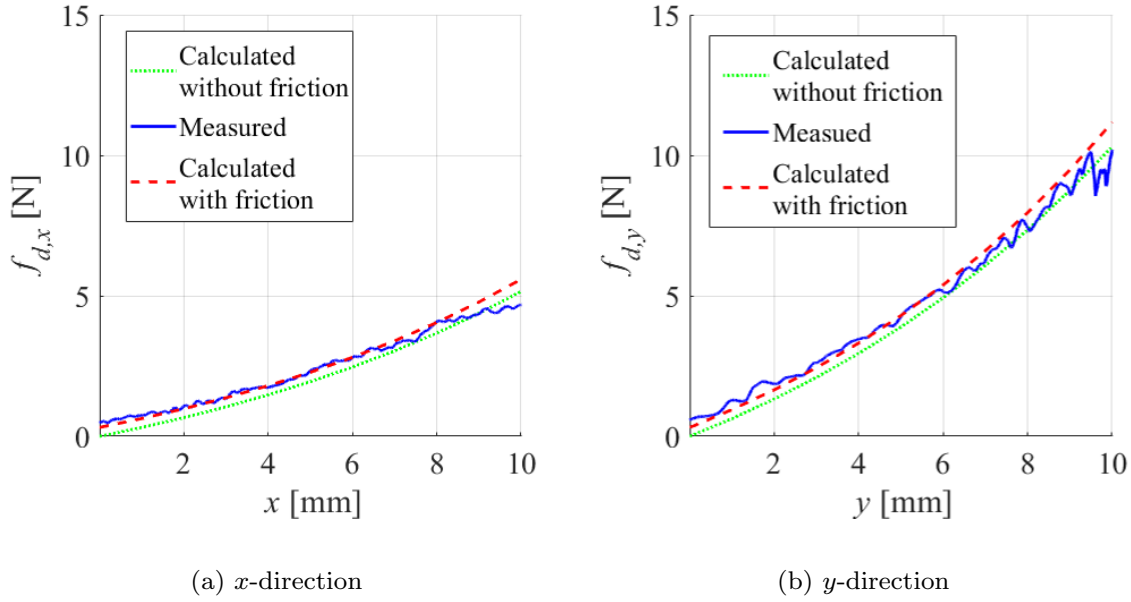 15
10
5
0
2
4
6
8
10
f_{d,x} [N]
x [mm]
Calculated
without friction
Measured
Calculated
with friction
(a) x-direction
15
10
5
0
2
4
6
8
10
f_{d,y} [N]
y [mm]
Calculated
without friction
Measued
Calculated
with friction
(b) y-direction